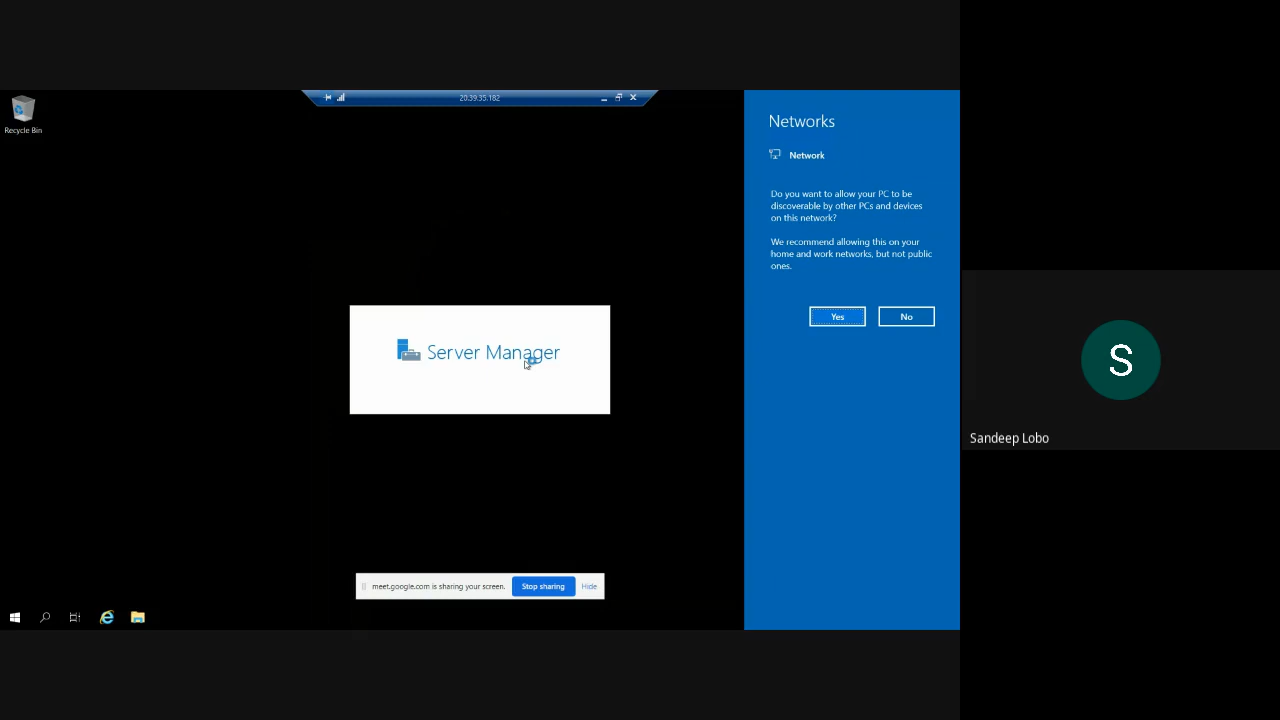 Recycle Bin
20.39.35.182
Networks
Network
Do you want to allow your PC to be
discoverable by other PCs and devices
on this network?
We recommend allowing this on your
home and work networks, but not public
ones.
Yes
No
Server Manager
meet.google.com is sharing your screen.
Stop sharing
Hide
S
Sandeep Lobo